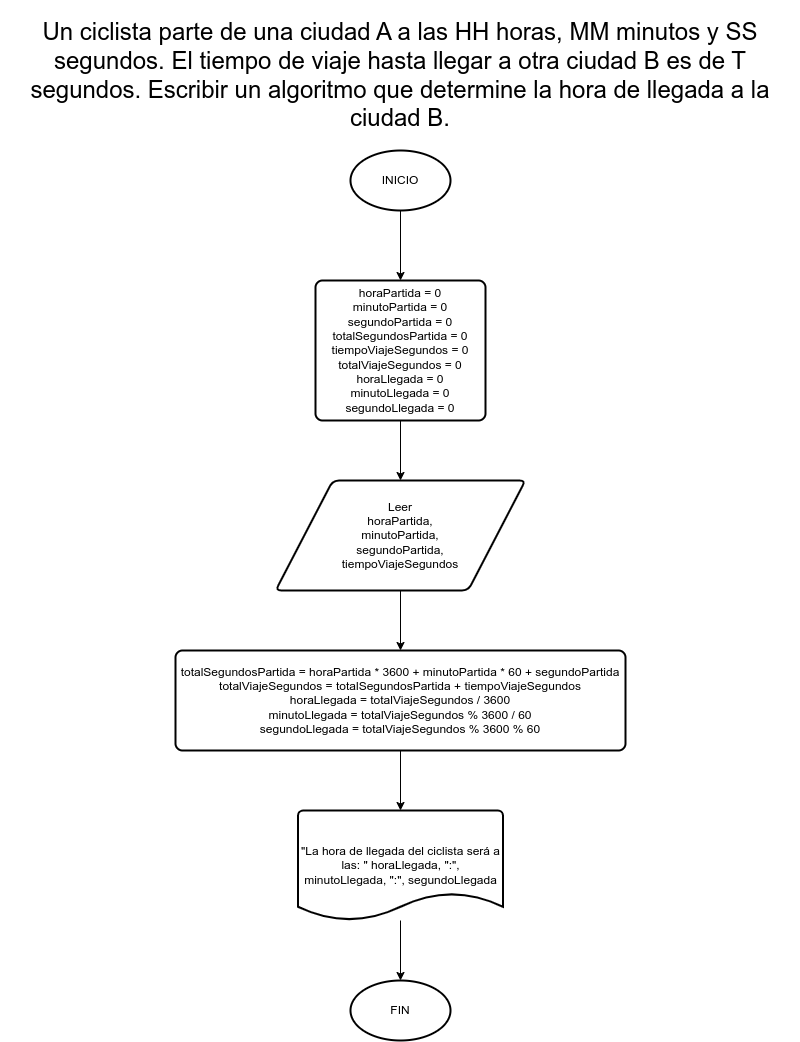 Un ciclista parte de una ciudad A a las HH horas, MM minutos y SS
segundos. El tiempo de viaje hasta llegar a otra ciudad B es de T
segundos. Escribir un algoritmo que determine la hora de llegada a la
ciudad B.
INICIO
horaPartida = 0
minutoPartida = 0
segundoPartida = 0
totalSegundosPartida = 0
tiempoViajeSegundos = 0
totalViajeSegundos = 0
horaLlegada = 0
minutoLlegada = 0
segundoLlegada = 0
Leer
horaPartida,
minutoPartida,
segundoPartida,
tiempoViajeSegundos
totalSegundosPartida = horaPartida * 3600 + minutoPartida * 60 + segundoPartida
totalViajeSegundos = totalSegundosPartida + tiempoViajeSegundos
horaLlegada = totalViajeSegundos / 3600
minutoLlegada = totalViajeSegundos % 3600 / 60
segundoLlegada = totalViajeSegundos % 3600 % 60
"La hora de llegada del ciclista será a
las: " horaLlegada, ":",
minutoLlegada, ":", segundoLlegada
FIN